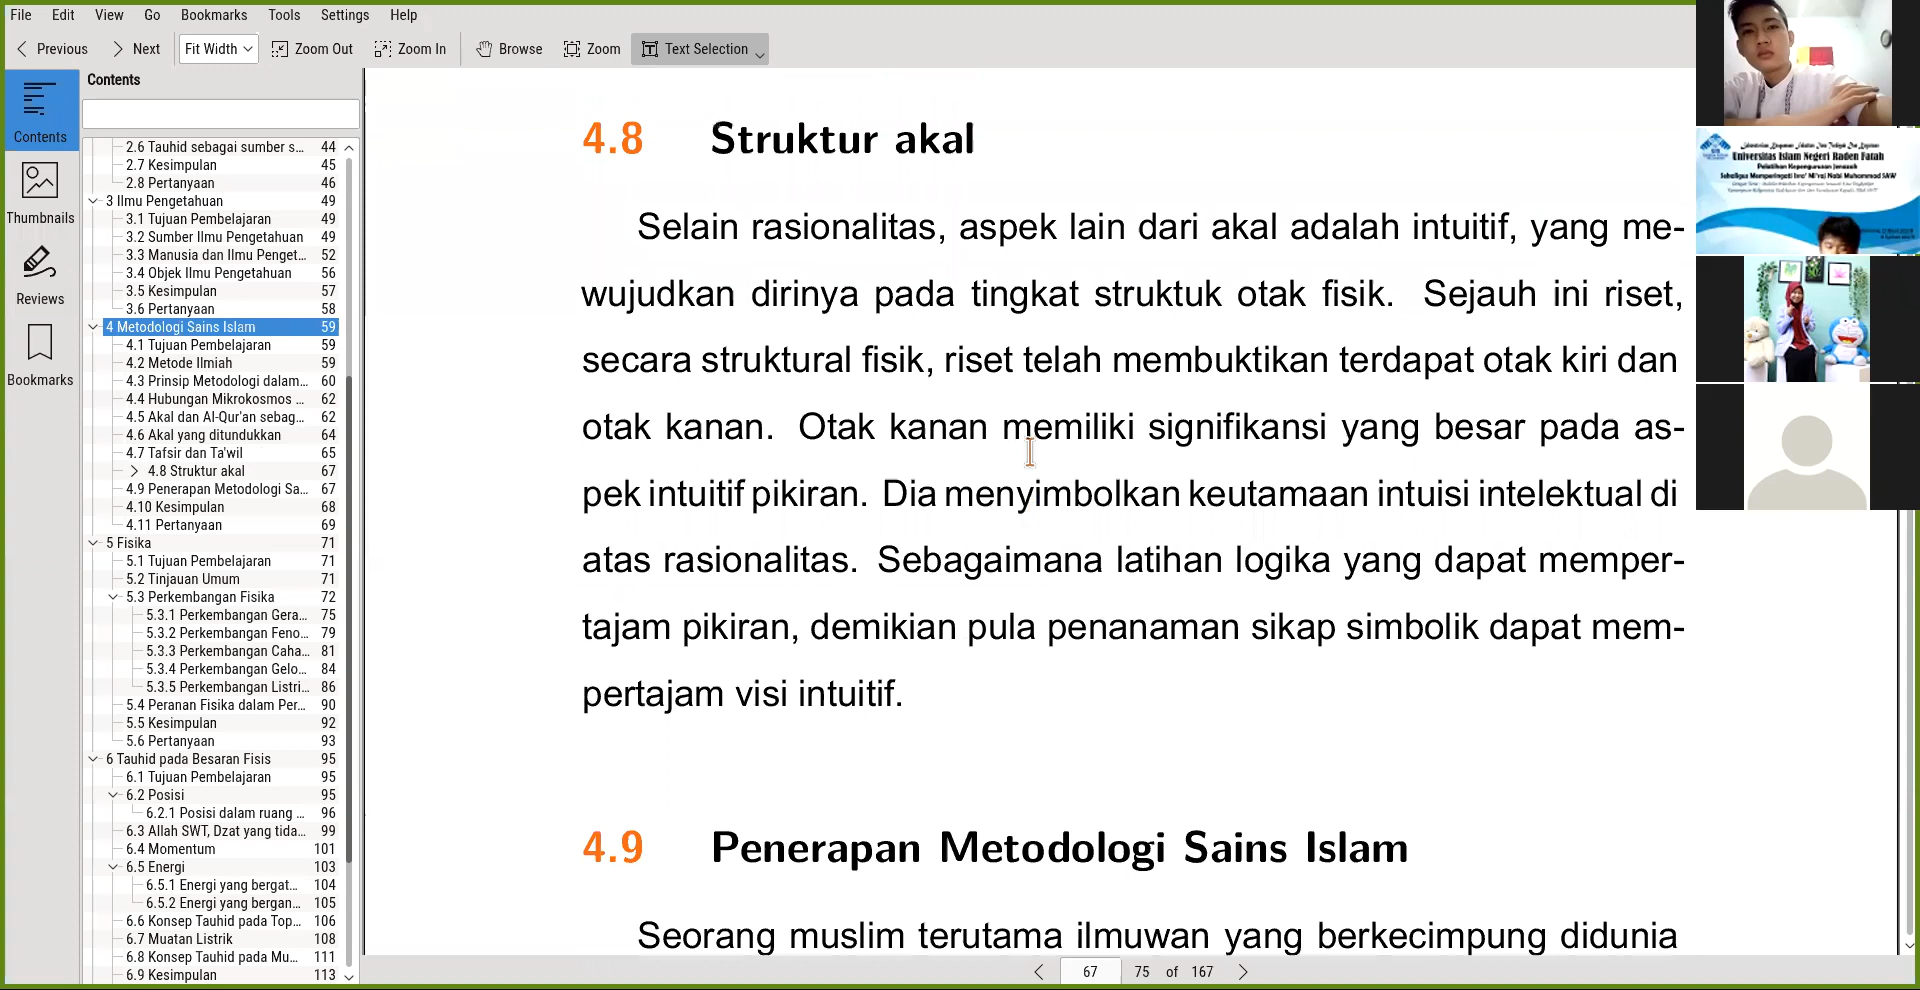 File Edit View Go Bookmarks Tools Settings Help
Previous Next Fit Width Zoom Out Zoom In Browse Zoom Text Selection
Contents
Contents
Thumbnails
Reviews
Bookmarks
2.6 Tauhid sebagai sumber s... 44
2.7 Kesimpulan 45
2.8 Pertanyaan 46
3 Ilmu Pengetahuan 49
3.1 Tujuan Pembelajaran 49
3.2 Sumber Ilmu Pengetahuan 49
3.3 Manusia dan Ilmu Penget... 52
3.4 Objek Ilmu Pengetahuan 56
3.5 Kesimpulan 57
3.6 Pertanyaan 58
4 Metodologi Sains Islam 59
4.1 Tujuan Pembelajaran 59
4.2 Metode Ilmiah 59
4.3 Prinsip Metodologi dalam... 60
4.4 Hubungan Mikrokosmos ... 62
4.5 Akal dan Al-Qur'an sebag... 62
4.6 Akal yang ditundukkan 64
4.7 Tafsir dan Ta'wil 65
4.8 Struktur akal 67
4.9 Penerapan Metodologi Sa... 67
4.10 Kesimpulan 68
4.11 Pertanyaan 69
5 Fisika 71
5.1 Tujuan Pembelajaran 71
5.2 Tinjauan Umum 71
5.3 Perkembangan Fisika 72
5.3.1 Perkembangan Gera... 75
5.3.2 Perkembangan Feno... 79
5.3.3 Perkembangan Caha... 81
5.3.4 Perkembangan Gelo... 84
5.3.5 Perkembangan Listri... 86
5.4 Peranan Fisika dalam Per... 90
5.5 Kesimpulan 92
5.6 Pertanyaan 93
6 Tauhid pada Besaran Fisis 95
6.1 Tujuan Pembelajaran 95
6.2 Posisi 95
6.2.1 Posisi dalam ruang ... 96
6.3 Allah SWT, Dzat yang tida... 99
6.4 Momentum 101
6.5 Energi 103
6.5.1 Energi yang bergat... 104
6.5.2 Energi yang bergan... 105
6.6 Konsep Tauhid pada Top... 106
6.7 Muatan Listrik 108
6.8 Konsep Tauhid pada Mu... 111
6.9 Kesimpulan 113
4.8 Struktur akal
Selain rasionalitas, aspek lain dari akal adalah intuitif, yang me-
wujudkan dirinya pada tingkat struktuk otak fisik. Sejauh ini riset,
secara struktural fisik, riset telah membuktikan terdapat otak kiri dan
otak kanan. Otak kanan memiliki signifikansi yang besar pada as-
pek intuitif pikiran. Dia menyimbolkan keutamaan intuisi intelektual di
atas rasionalitas. Sebagaimana latihan logika yang dapat memper-
tajam pikiran, demikian pula penanaman sikap simbolik dapat mem-
pertajam visi intuitif.
4.9 Penerapan Metodologi Sains Islam
Seorang muslim terutama ilmuwan yang berkecimpung didunia
67 75 of 167
Universitas Islam Negeri Raden Fatah
Pelatihan Kepengurusan Jenazah
Sekaligus Memperingati Isra' Mi'raj Nabi Muhammad SAW